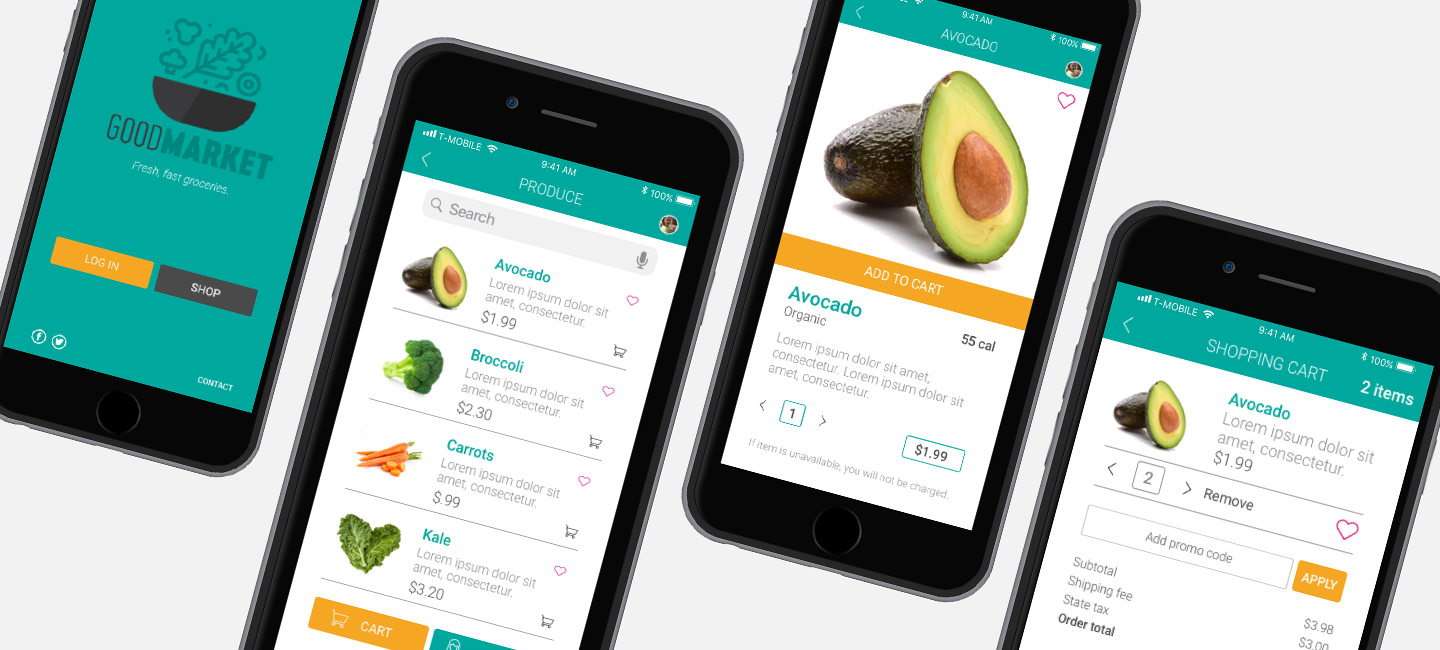 GOODMARKET
Fresh, fast groceries.
LOG IN
SHOP
CONTACT
T-MOBILE
9:41 AM
100%
PRODUCE
Search
Avocado
Lorem ipsum dolor sit
amet, consectetur.
$1.99
Broccoli
Lorem ipsum dolor sit
amet, consectetur.
$2.30
Carrots
Lorem ipsum dolor sit
amet, consectetur.
$.99
Kale
Lorem ipsum dolor sit
amet, consectetur.
$3.20
CART
9:41 AM
100%
AVOCADO
ADD TO CART
Avocado
Organic
55 cal
Lorem ipsum dolor sit amet,
consectetur. Lorem ipsum dolor sit
amet, consectetur.
1
$1.99
If item is unavailable, you will not be charged.
T-MOBILE
9:41 AM
100%
SHOPPING CART
2 items
Avocado
Lorem ipsum dolor sit
amet, consectetur.
$1.99
2
Remove
Add promo code
APPLY
Subtotal
$3.98
Shipping fee
$3.00
State tax
Order total